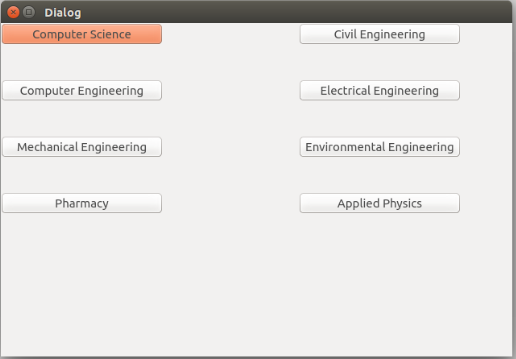 Dialog
Computer Science
Civil Engineering
Computer Engineering
Electrical Engineering
Mechanical Engineering
Environmental Engineering
Pharmacy
Applied Physics